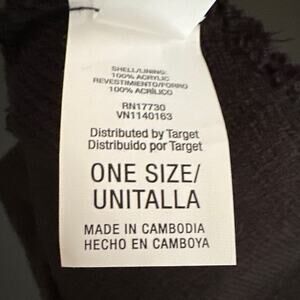 SHELL/LINING:
100% ACRYLIC
REVESTIMIENTO/FORRO
100% ACRÍLICO
RN17730
VN1140163
Distributed by Target
Distribuido por Target
ONE SIZE/
UNITALLA
MADE IN CAMBODIA
HECHO EN CAMBOYA